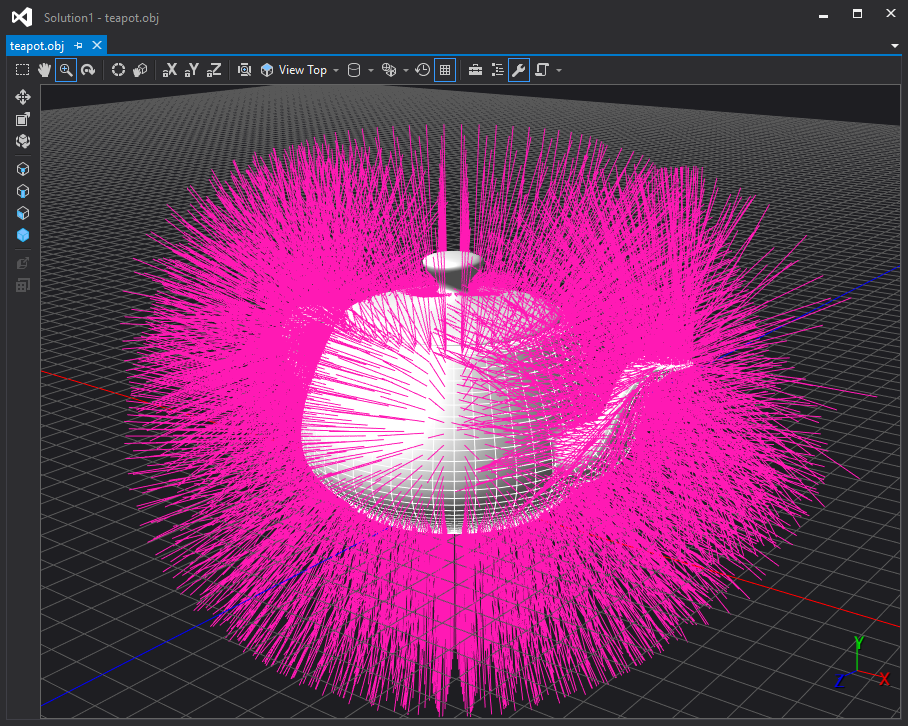 Solution1 - teapot.obj
teapot.obj
X Y Z View Top
Y
Z X